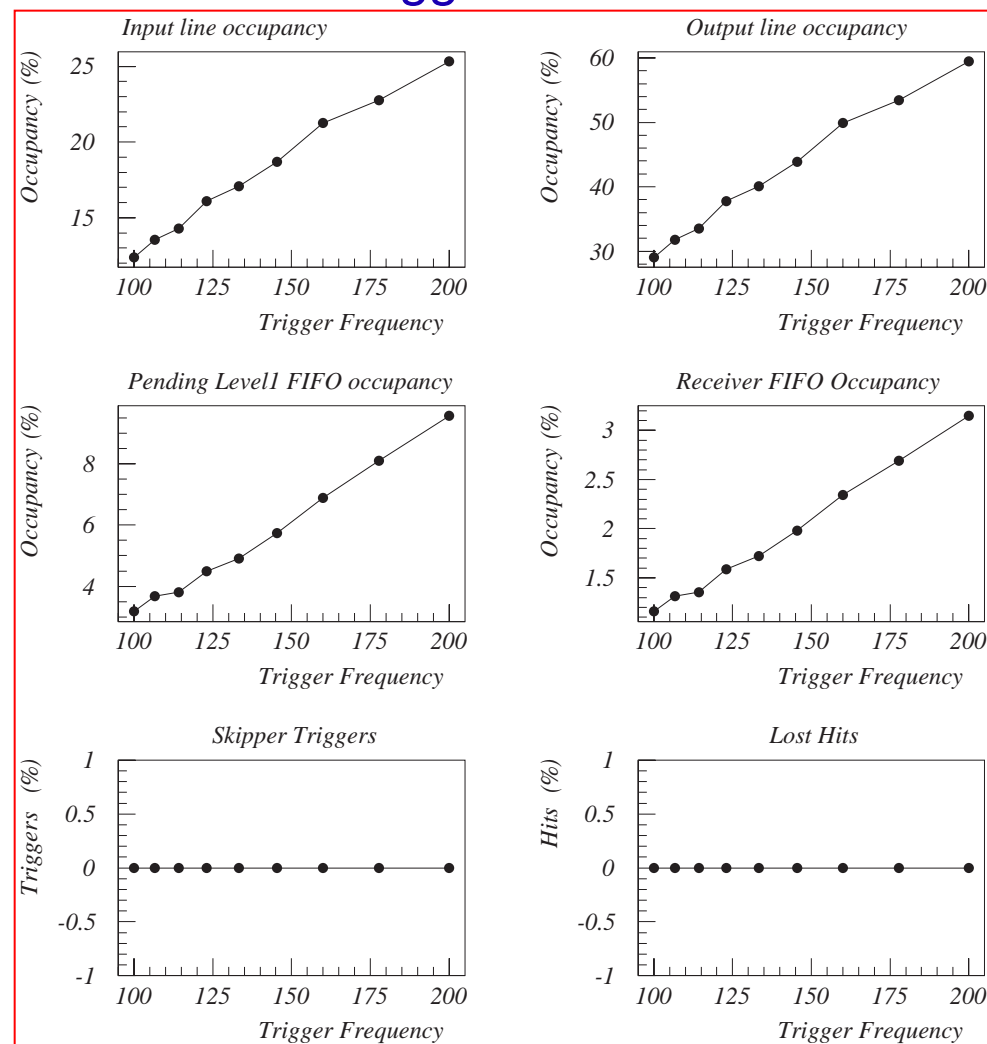 Input line occupancy
Occupancy (%)
25
20
15
100 125 150 175 200
Trigger Frequency
Output line occupancy
Occupancy (%)
60
50
40
30
100 125 150 175 200
Trigger Frequency
Pending Level1 FIFO occupancy
Occupancy (%)
8
6
4
100 125 150 175 200
Trigger Frequency
Receiver FIFO Occupancy
Occupancy (%)
3
2.5
2
1.5
100 125 150 175 200
Trigger Frequency
Skipper Triggers
Triggers (%)
1
0.5
0
-0.5
-1
100 125 150 175 200
Trigger Frequency
Lost Hits
Hits (%)
1
0.5
0
-0.5
-1
100 125 150 175 200
Trigger Frequency